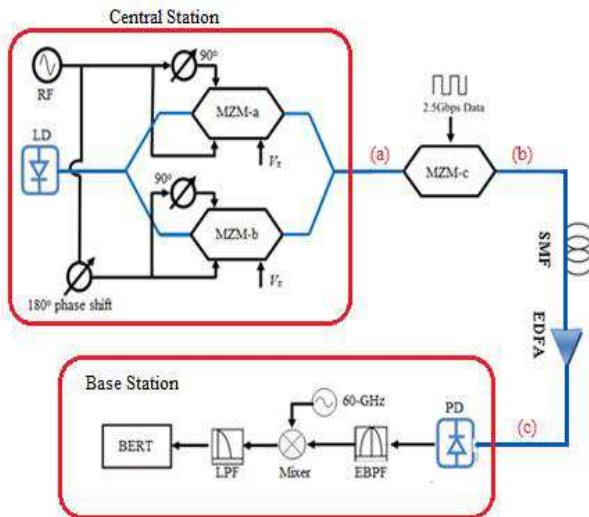 Central Station
90°
RF
MZM-a
2.5Gbps Data
LD
Vπ
(a)
MZM-c
(b)
90°
MZM-b
SMF
Vπ
180° phase shift
EDFA
Base Station
60-GHz
PD
(c)
BERT
LPF
Mixer
EBPF